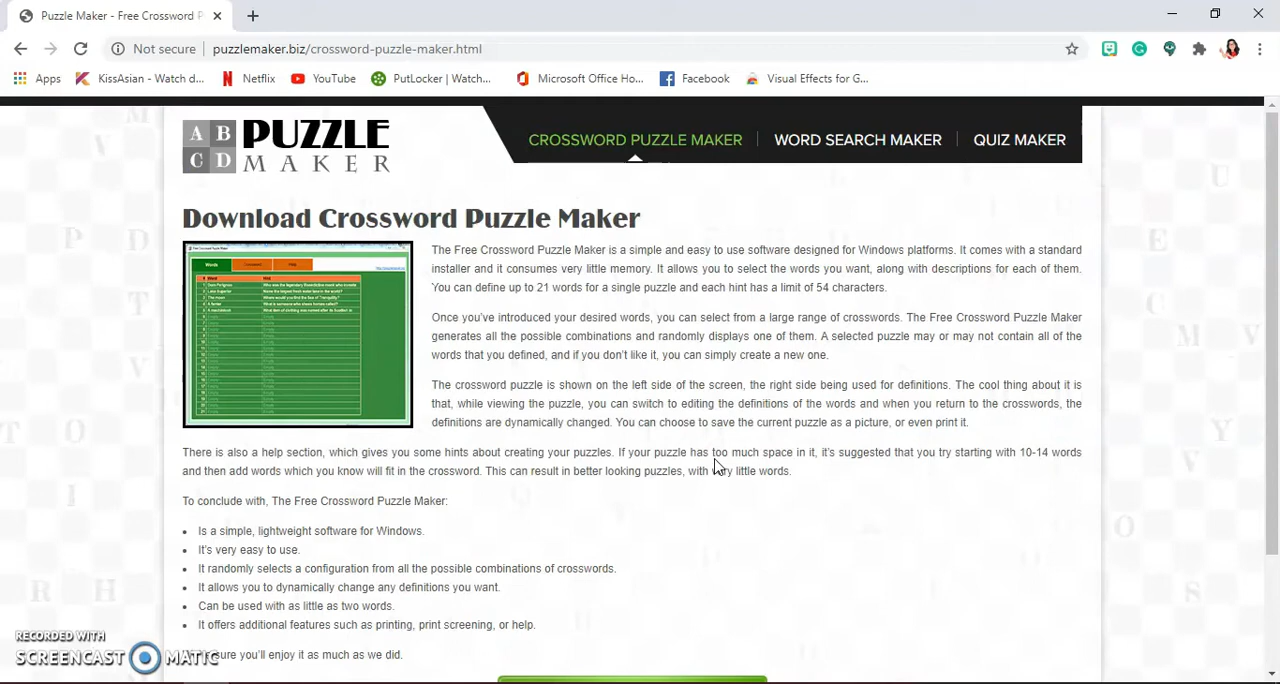 Puzzle Maker - Free Crossword P
Not secure
puzzlemaker.biz/crossword-puzzle-maker.html
Apps
KissAsian - Watch d...
Netflix
YouTube
PutLocker | Watch...
Microsoft Office Ho...
Facebook
Visual Effects for G...
A B
C D
PUZZLE
MAKER
CROSSWORD PUZZLE MAKER
WORD SEARCH MAKER
QUIZ MAKER
Download Crossword Puzzle Maker
The Free Crossword Puzzle Maker is a simple and easy to use software designed for Windows platforms. It comes with a standard
installer and it consumes very little memory. It allows you to select the words you want, along with descriptions for each of them.
You can define up to 21 words for a single puzzle and each hint has a limit of 54 characters.
Once you've introduced your desired words, you can select from a large range of crosswords. The Free Crossword Puzzle Maker
generates all the possible combinations and randomly displays one of them. A selected puzzle may or may not contain all of the
words that you defined, and if you don't like it, you can simply create a new one.
The crossword puzzle is shown on the left side of the screen, the right side being used for definitions. The cool thing about it is
that, while viewing the puzzle, you can switch to editing the definitions of the words and when you return to the crosswords, the
definitions are dynamically changed. You can choose to save the current puzzle as a picture, or even print it.
There is also a help section, which gives you some hints about creating your puzzles. If your puzzle has too much space in it, it's suggested that you try starting with 10-14 words
and then add words which you know will fit in the crossword. This can result in better looking puzzles, with very little words.
To conclude with, The Free Crossword Puzzle Maker:
Is a simple, lightweight software for Windows.
It's very easy to use.
It randomly selects a configuration from all the possible combinations of crosswords.
It allows you to dynamically change any definitions you want.
Can be used with as little as two words.
It offers additional features such as printing, print screening, or help.
sure you'll enjoy it as much as we did.
RECORDED WITH
SCREENCAST MATIC